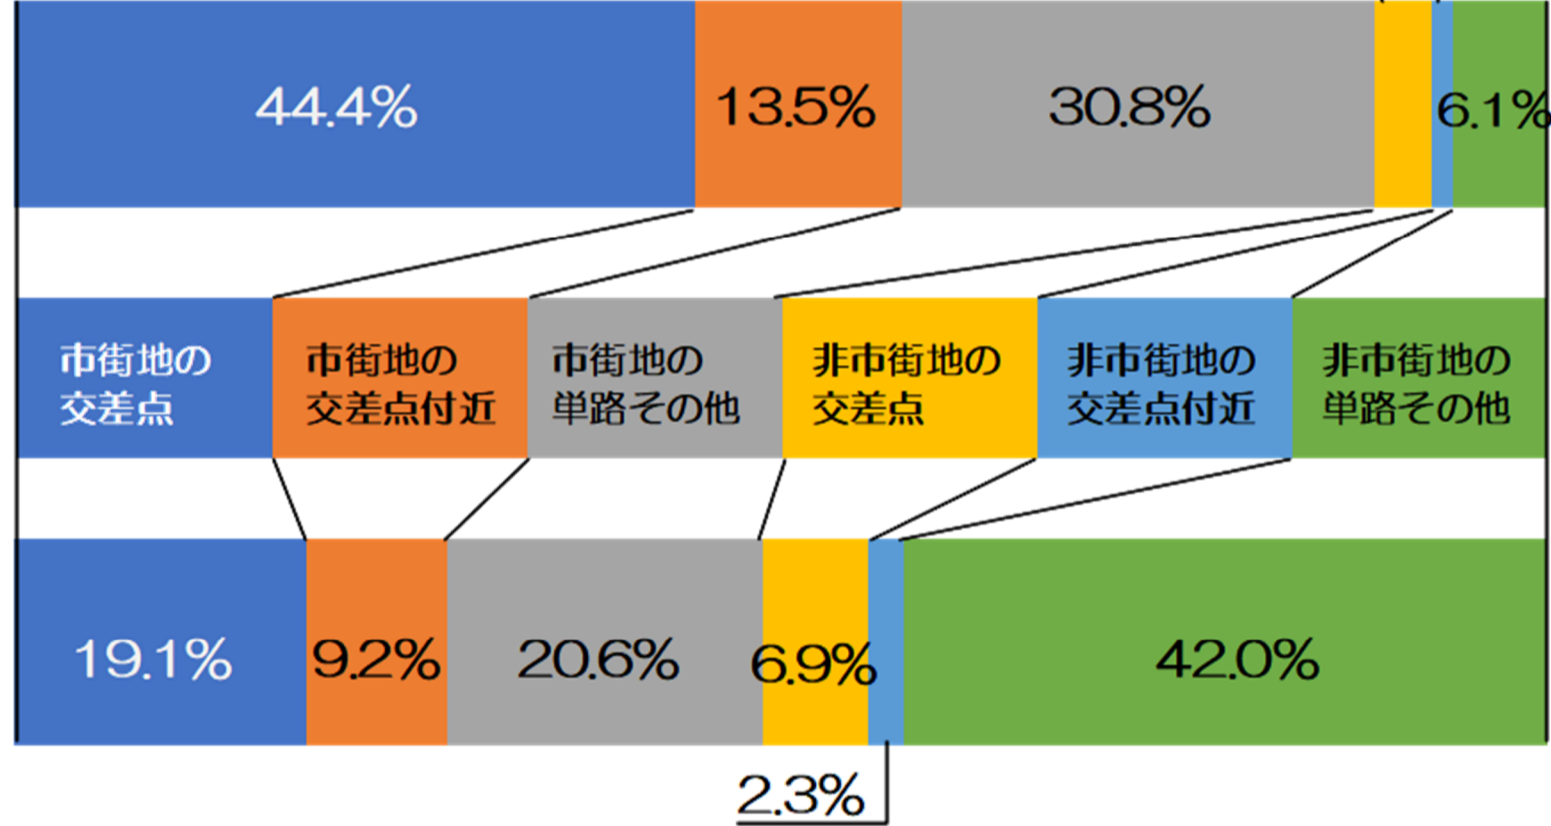 44.4%
13.5%
30.8%
6.1%
市街地の
交差点
市街地の
交差点付近
市街地の
単路その他
非市街地の
交差点
非市街地の
交差点付近
非市街地の
単路その他
19.1%
9.2%
20.6%
6.9%
42.0%
2.3%